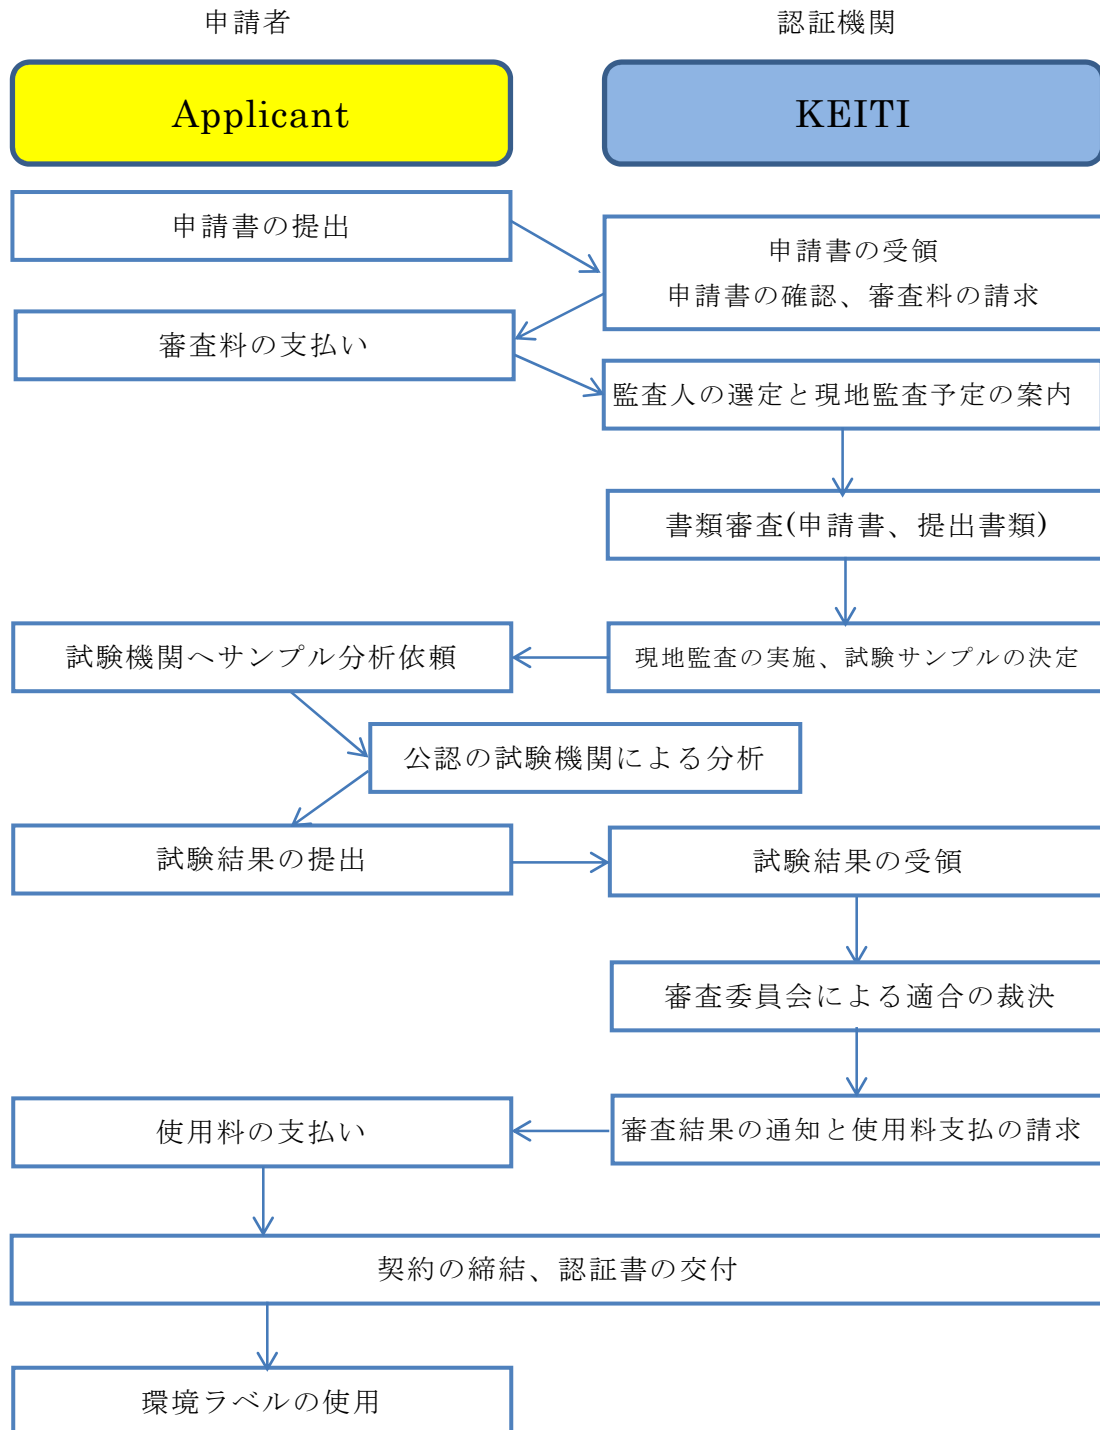 申請者
認証機関
Applicant
KEITI
申請書の提出
申請書の受領
申請書の確認、審査料の請求
審査料の支払い
監査人の選定と現地監査予定の案内
書類審査(申請書、提出書類)
試験機関へサンプル分析依頼
現地監査の実施、試験サンプルの決定
公認の試験機関による分析
試験結果の提出
試験結果の受領
審査委員会による適合の裁決
使用料の支払い
審査結果の通知と使用料支払の請求
契約の締結、認証書の交付
環境ラベルの使用